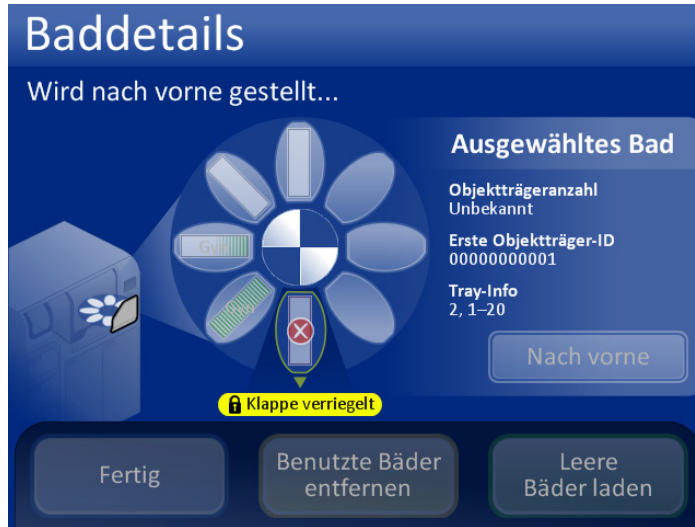 Baddetails
Wird nach vorne gestellt...
Ausgewähltes Bad
Objektträgeranzahl
Unbekannt
Erste Objektträger-ID
00000000001
Tray-Info
2, 1–20
Nach vorne
Klappe verriegelt
Fertig
Benutzte Bäder
entfernen
Leere
Bäder laden